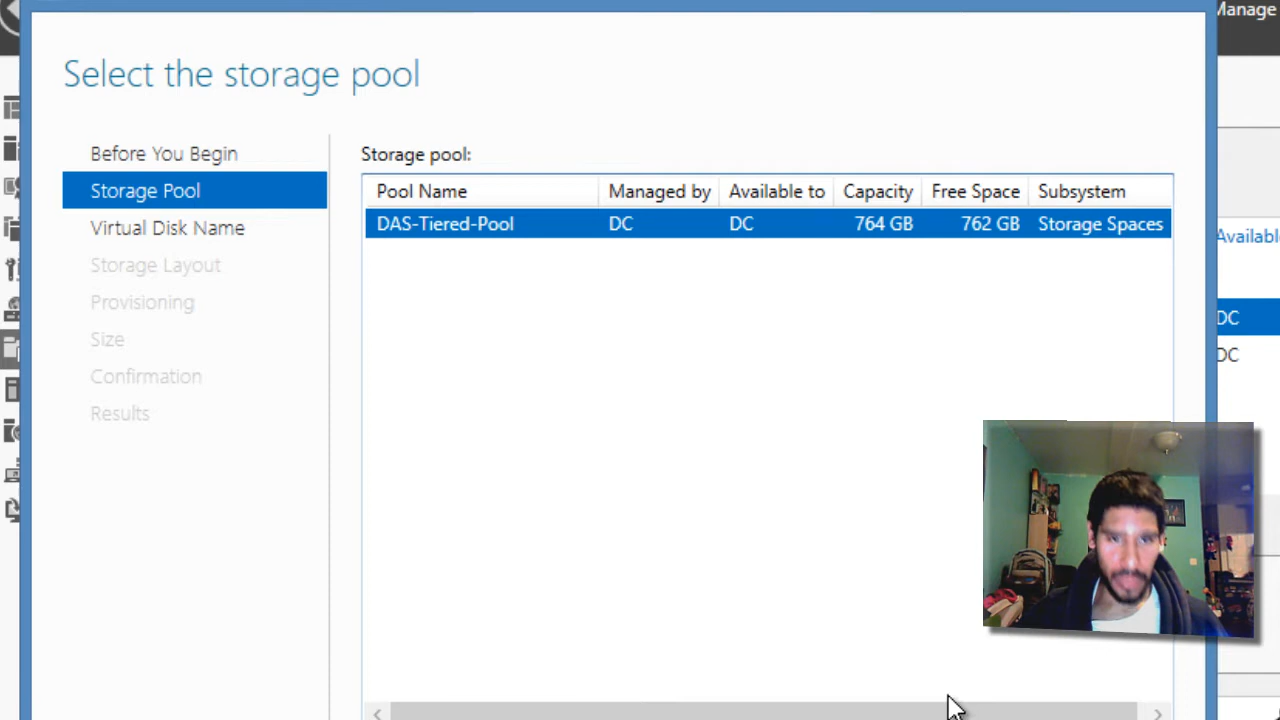 Manage
Select the storage pool
Before You Begin
Storage Pool
Virtual Disk Name
Storage Layout
Provisioning
Size
Confirmation
Results
Storage pool:
Pool Name Managed by Available to Capacity Free Space Subsystem
DAS-Tiered-Pool DC DC 764 GB 762 GB Storage Spaces
Availabl
DC
DC